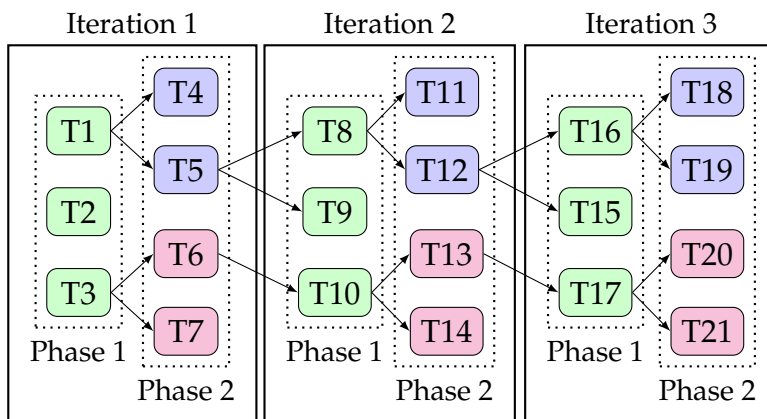 Iteration 1
T1
T2
T3
Phase 1
T4
T5
T6
T7
Phase 2
Iteration 2
T8
T9
T10
Phase 1
T11
T12
T13
T14
Phase 2
Iteration 3
T16
T15
T17
Phase 1
T18
T19
T20
T21
Phase 2